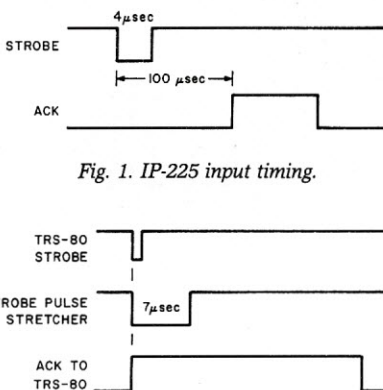 4μsec
STROBE
100 μsec
ACK
Fig. 1. IP-225 input timing.
TRS-80
STROBE
ROBE PULSE
STRETCHER
7μsec
ACK TO
TRS-80